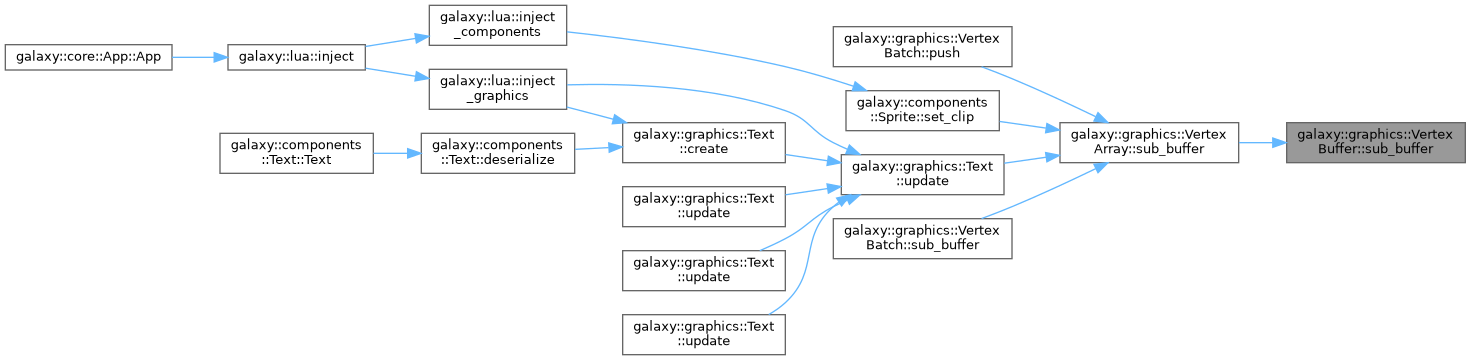 galaxy::core::App::App
galaxy::lua::inject
galaxy::lua::inject
_components
galaxy::lua::inject
_graphics
galaxy::components
::Text::Text
galaxy::components
::Text::deserialize
galaxy::graphics::Text
::create
galaxy::graphics::Text
::update
galaxy::graphics::Text
::update
galaxy::graphics::Text
::update
galaxy::graphics::Vertex
Batch::push
galaxy::components
::Sprite::set_clip
galaxy::graphics::Text
::update
galaxy::graphics::Vertex
Batch::sub_buffer
galaxy::graphics::Vertex
Array::sub_buffer
galaxy::graphics::Vertex
Buffer::sub_buffer